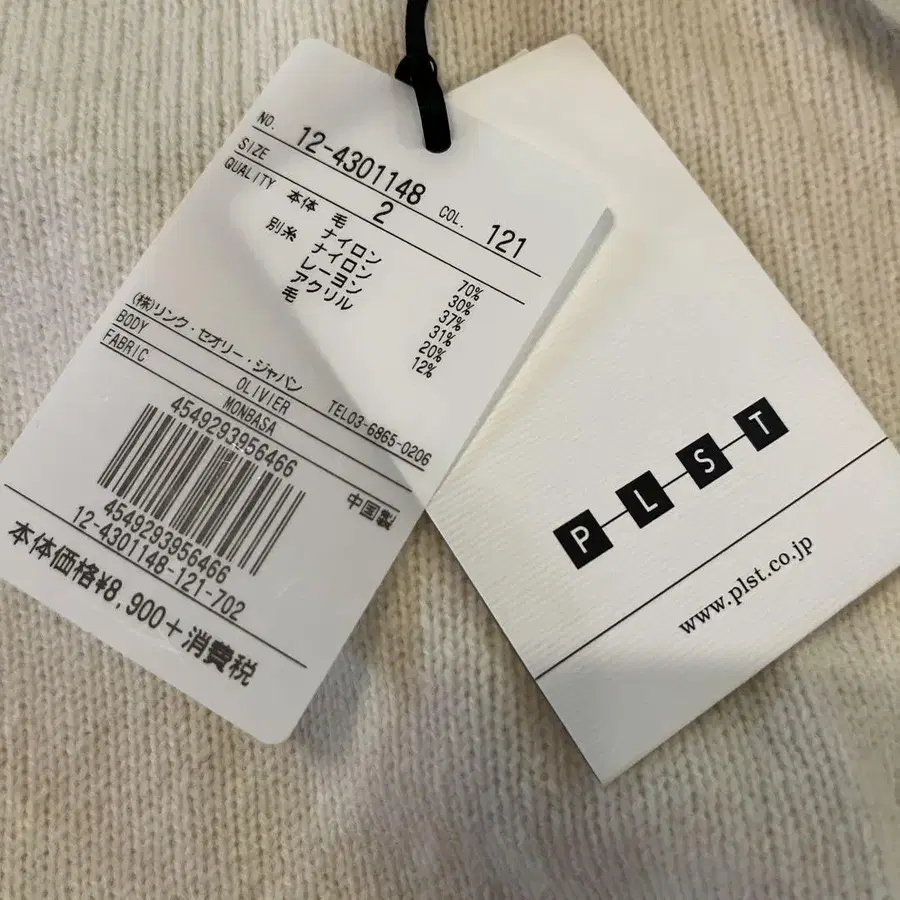 NO. 12-4301148 COL. 121
SIZE 2
QUALITY 本体 毛 70%
ナイロン 30%
別糸 ナイロン 37%
レーヨン 31%
アクリル 20%
毛 12%
(株)リンク・セオリー・ジャパン
TEL03-6865-0206
BODY OLIVIER
FABRIC MONBASA
4549293956466
中国製
4549293956466
12-4301148-121-702
本体価格¥8,900+消費税
PLST
www.plst.co.jp